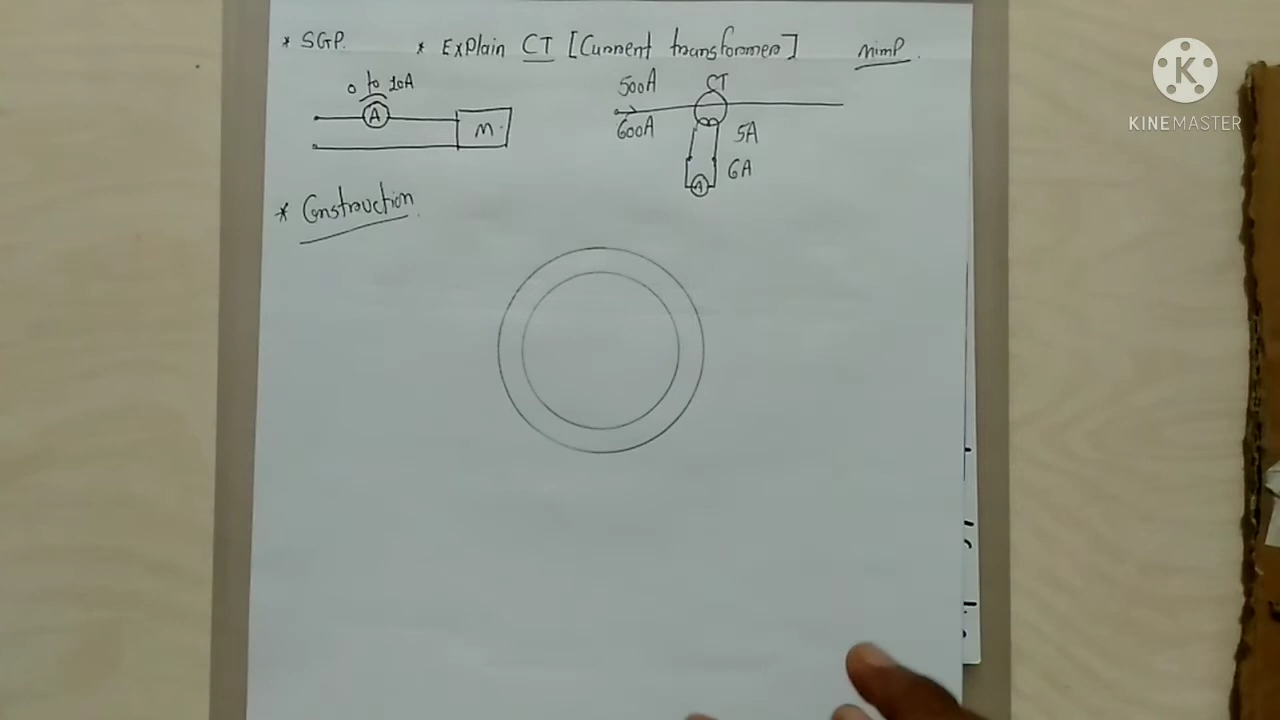 * SGP. * Explain CT [Current transformer] mimp.
0 to 10A
A
M
500A CT
600A
5A
6A
A
* Construction.
K
KINEMASTER